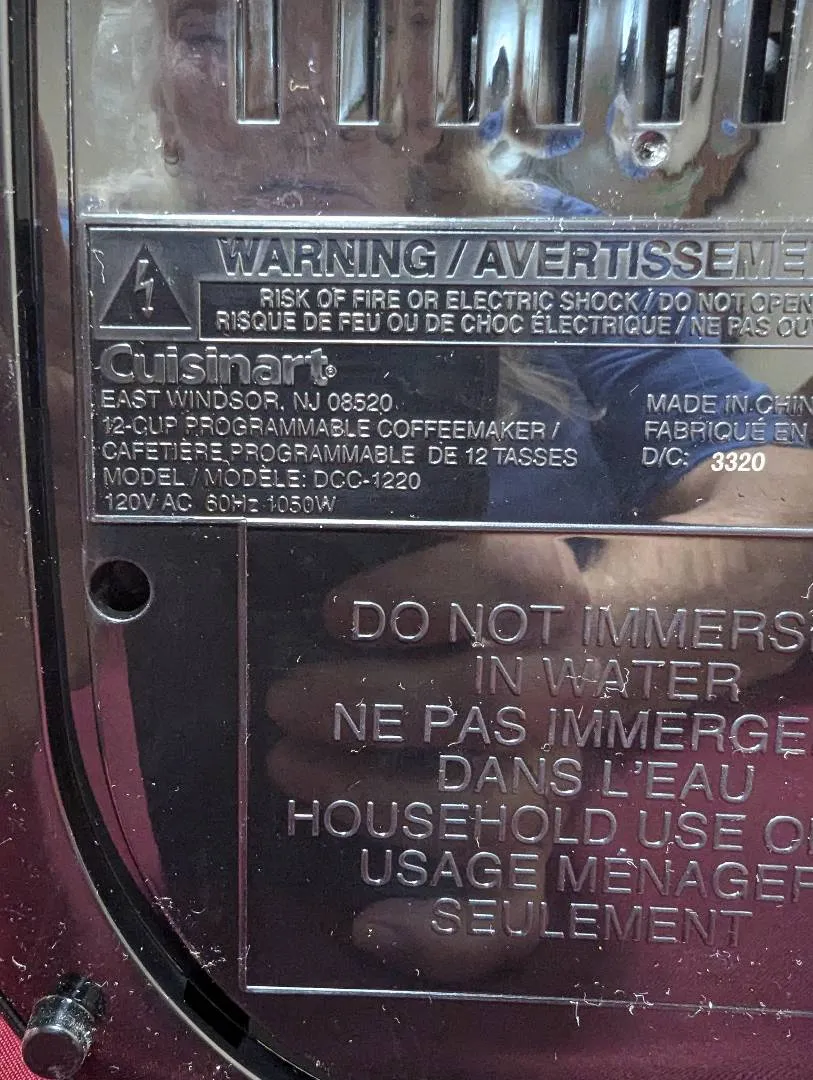 WARNING / AVERTISSEME
RISK OF FIRE OR ELECTRIC SHOCK / DO NOT OPEN
RISQUE DE FEU OU DE CHOC ÉLECTRIQUE / NE PAS OU
Cuisinart®
EAST WINDSOR, NJ 08520
12-CUP PROGRAMMABLE COFFEEMAKER /
CAFETIÈRE PROGRAMMABLE DE 12 TASSES
MODEL / MODÈLE: DCC-1220
120V AC 60Hz 1050W
MADE IN CHIN
FABRIQUÉ EN
D/C: 3320
DO NOT IMMERS
IN WATER
NE PAS IMMERGE
DANS L'EAU
HOUSEHOLD USE O
USAGE MÉNAGER
SEULEMENT